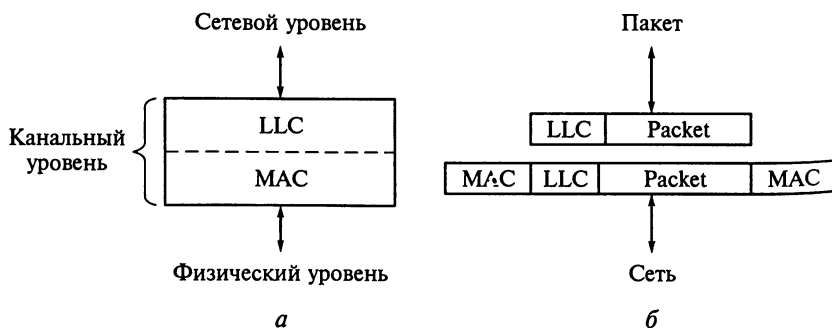 Сетевой уровень
Пакет
LLC
LLC Packet
Канальный
уровень
MAC
MAC LLC Packet MAC
Физический уровень
Сеть
а
б